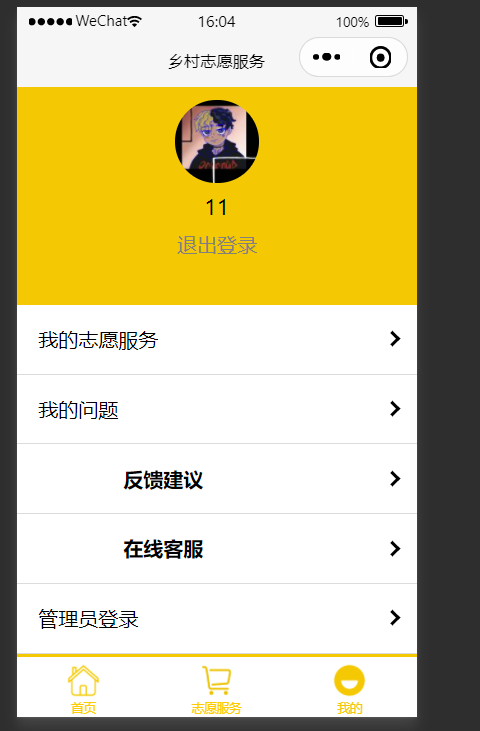 WeChat 16:04 100%
乡村志愿服务
11
退出登录
我的志愿服务
我的问题
反馈建议
在线客服
管理员登录
首页 志愿服务 我的